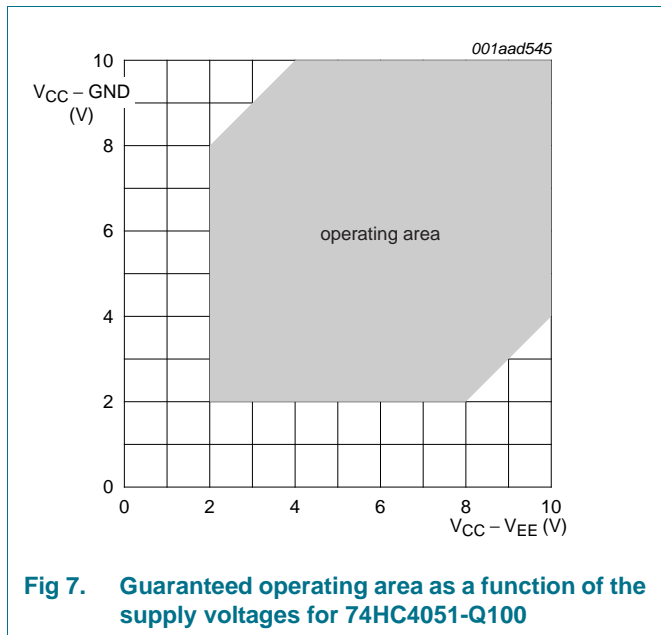 001aad545
10
VCC – GND
(V)
8
6
operating area
4
2
0
0 2 4 6 8 10
VCC – VEE (V)
Fig 7. Guaranteed operating area as a function of the
supply voltages for 74HC4051-Q100